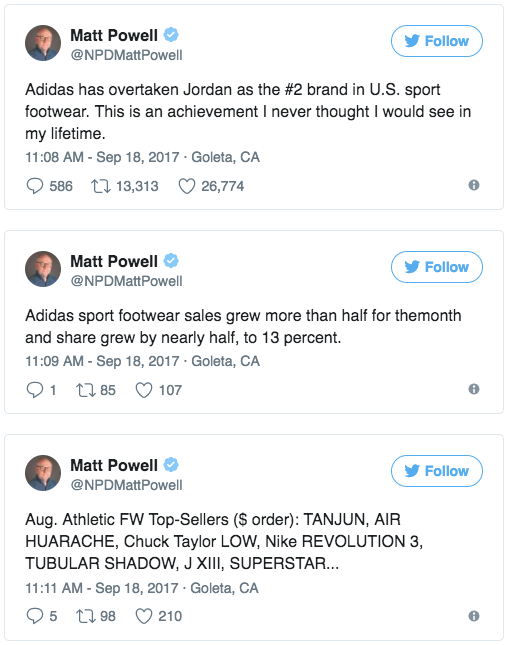 Matt Powell
@NPDMattPowell
Follow
Adidas has overtaken Jordan as the #2 brand in U.S. sport
footwear. This is an achievement I never thought I would see in
my lifetime.
11:08 AM - Sep 18, 2017 · Goleta, CA
586 13,313 26,774
Matt Powell
@NPDMattPowell
Follow
Adidas sport footwear sales grew more than half for themonth
and share grew by nearly half, to 13 percent.
11:09 AM - Sep 18, 2017 · Goleta, CA
1 85 107
Matt Powell
@NPDMattPowell
Follow
Aug. Athletic FW Top-Sellers ($ order): TANJUN, AIR
HUARACHE, Chuck Taylor LOW, Nike REVOLUTION 3,
TUBULAR SHADOW, J XIII, SUPERSTAR...
11:11 AM - Sep 18, 2017 · Goleta, CA
5 98 210